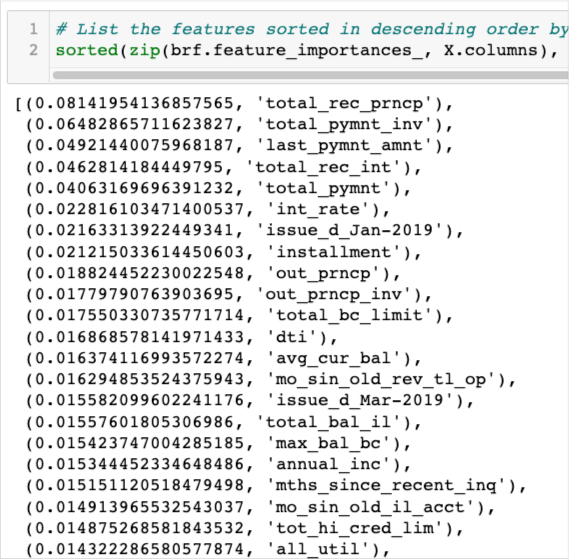 1 # List the features sorted in descending order by
2 sorted(zip(brf.feature_importances_, X.columns),
[(0.08141954136857565, 'total_rec_prncp'),
(0.06482865711623827, 'total_pymnt_inv'),
(0.04921440075968187, 'last_pymnt_amnt'),
(0.0462814184449795, 'total_rec_int'),
(0.04063169696391232, 'total_pymnt'),
(0.022816103471400537, 'int_rate'),
(0.02163313922449341, 'issue_d_Jan-2019'),
(0.021215033614450603, 'installment'),
(0.018824452230022548, 'out_prncp'),
(0.01779790763903695, 'out_prncp_inv'),
(0.017550330735771714, 'total_bc_limit'),
(0.016868578141971433, 'dti'),
(0.016374116993572274, 'avg_cur_bal'),
(0.016294853524375943, 'mo_sin_old_rev_tl_op'),
(0.015582099602241176, 'issue_d_Mar-2019'),
(0.01557601805306986, 'total_bal_il'),
(0.015423747004285185, 'max_bal_bc'),
(0.015344452334648486, 'annual_inc'),
(0.015151120518479498, 'mths_since_recent_inq'),
(0.014913965532543037, 'mo_sin_old_il_acct'),
(0.014875268581843532, 'tot_hi_cred_lim'),
(0.014322286580577874, 'all_util'),